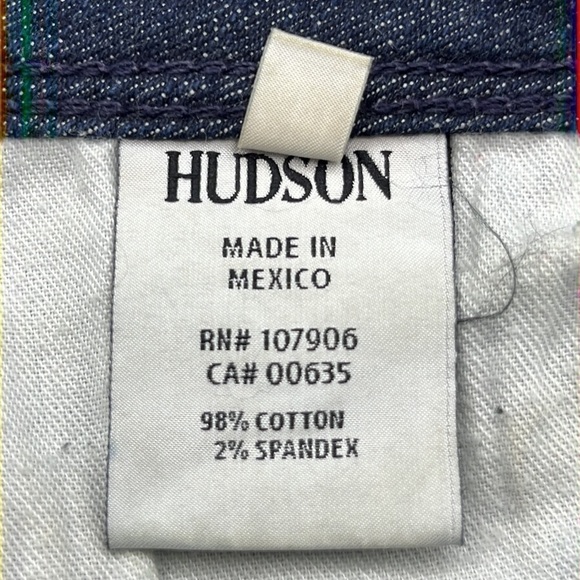 HUDSON
MADE IN
MEXICO
RN# 107906
CA# 00635
98% COTTON
2% SPANDEX